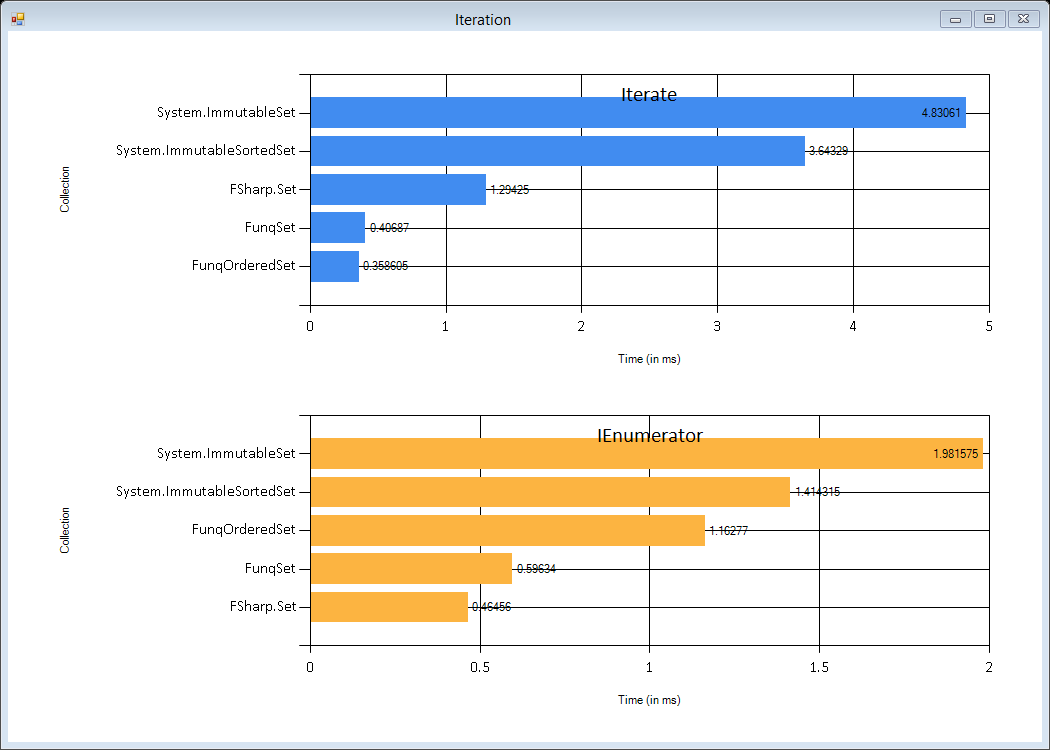 Iteration
Iterate
System.ImmutableSet
4.83061
System.ImmutableSortedSet
3.64329
FSharp.Set
1.29425
FunqSet
0.40687
FunqOrderedSet
0.358605
Collection
0 1 2 3 4 5
Time (in ms)
IEnumerator
System.ImmutableSet
1.981575
System.ImmutableSortedSet
1.414315
FunqOrderedSet
1.16277
FunqSet
0.59634
FSharp.Set
0.46456
Collection
0 0.5 1 1.5 2
Time (in ms)